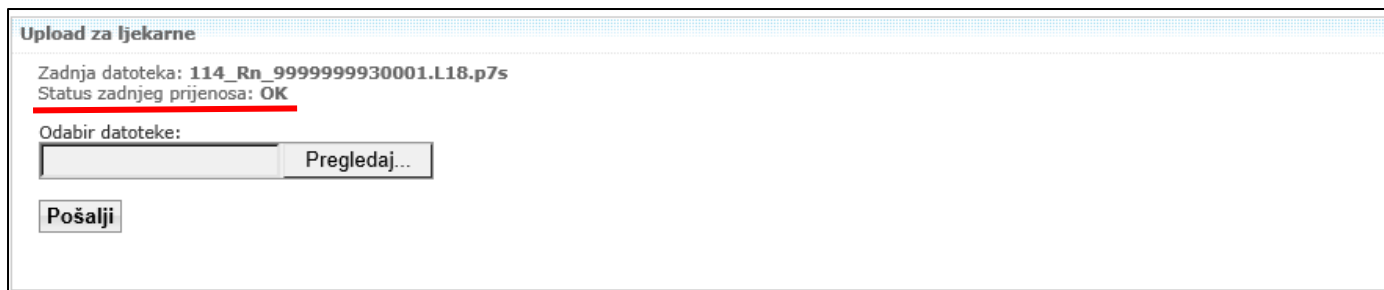 Upload za ljekarne
Zadnja datoteka: 114_Rn_9999999930001.L18.p7s
Status zadnjeg prijenosa: OK
Odabir datoteke:
Pregledaj...
Pošalji